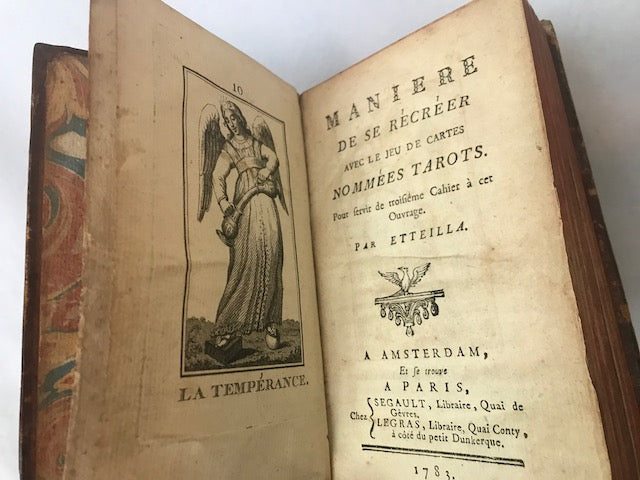 10
LA TEMPÉRANCE.
MANIERE
DE SE RÉCRÉER
AVEC LE JEU DE CARTES
NOMMÉES TAROTS.
Pour servir de troisiéme Cahier à cet
Ouvrage.
PAR ETTEILLA.
A AMSTERDAM,
Et se trouve
A PARIS,
Chez { SEGAULT, Libraire, Quai de
Gêvres.
LEGRAS, Libraire, Quai Conty,
à côté du petit Dunkerque.
1783.